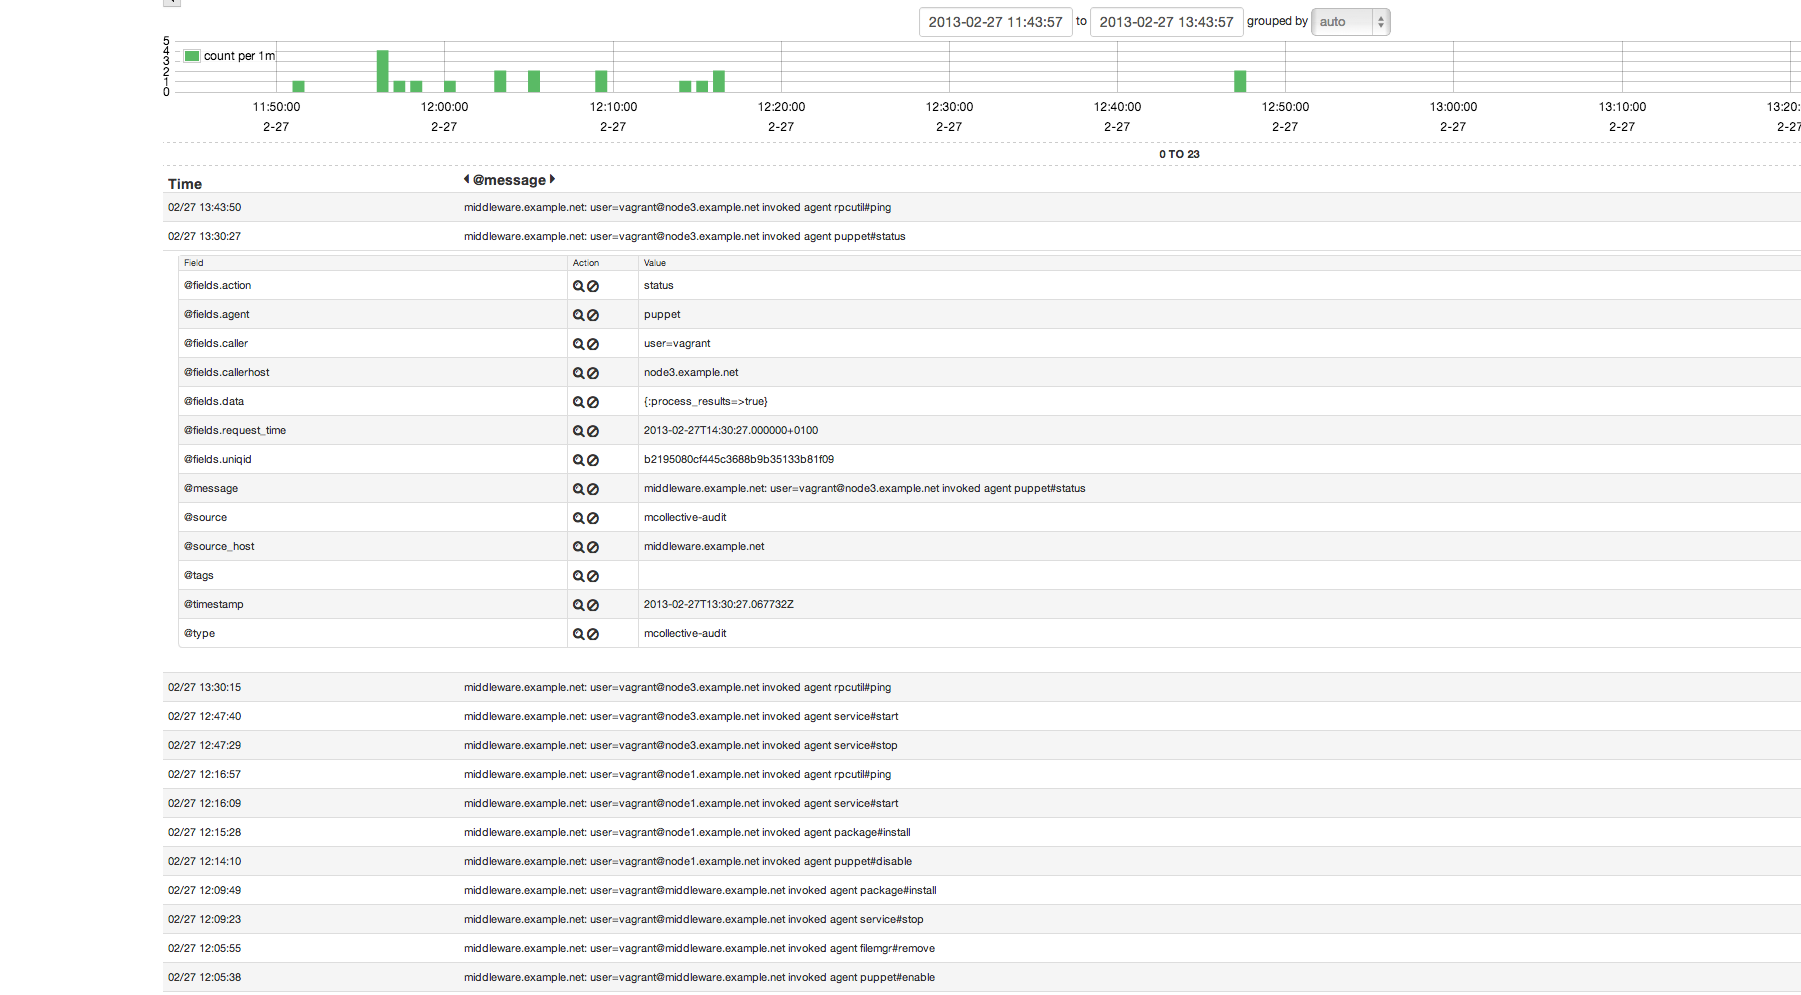 2013-02-27 11:43:57 to 2013-02-27 13:43:57 grouped by auto
5
4
3
2
1
0
count per 1m
11:50:00 12:00:00 12:10:00 12:20:00 12:30:00 12:40:00 12:50:00 13:00:00 13:10:00 13:20:
2-27 2-27 2-27 2-27 2-27 2-27 2-27 2-27 2-27 2-27
0 TO 23
Time @message
02/27 13:43:50 middleware.example.net: user=vagrant@node3.example.net invoked agent rpcutil#ping
02/27 13:30:27 middleware.example.net: user=vagrant@node3.example.net invoked agent puppet#status
Field Action Value
@fields.action status
@fields.agent puppet
@fields.caller user=vagrant
@fields.callerhost node3.example.net
@fields.data {:process_results=>true}
@fields.request_time 2013-02-27T14:30:27.000000+0100
@fields.uniqid b2195080cf445c3688b9b35133b81f09
@message middleware.example.net: user=vagrant@node3.example.net invoked agent puppet#status
@source mcollective-audit
@source_host middleware.example.net
@tags
@timestamp 2013-02-27T13:30:27.067732Z
@type mcollective-audit
02/27 13:30:15 middleware.example.net: user=vagrant@node3.example.net invoked agent rpcutil#ping
02/27 12:47:40 middleware.example.net: user=vagrant@node3.example.net invoked agent service#start
02/27 12:47:29 middleware.example.net: user=vagrant@node3.example.net invoked agent service#stop
02/27 12:16:57 middleware.example.net: user=vagrant@node1.example.net invoked agent rpcutil#ping
02/27 12:16:09 middleware.example.net: user=vagrant@node1.example.net invoked agent service#start
02/27 12:15:28 middleware.example.net: user=vagrant@node1.example.net invoked agent package#install
02/27 12:14:10 middleware.example.net: user=vagrant@node1.example.net invoked agent puppet#disable
02/27 12:09:49 middleware.example.net: user=vagrant@middleware.example.net invoked agent package#install
02/27 12:09:23 middleware.example.net: user=vagrant@middleware.example.net invoked agent service#stop
02/27 12:05:55 middleware.example.net: user=vagrant@middleware.example.net invoked agent filemgr#remove
02/27 12:05:38 middleware.example.net: user=vagrant@middleware.example.net invoked agent puppet#enable